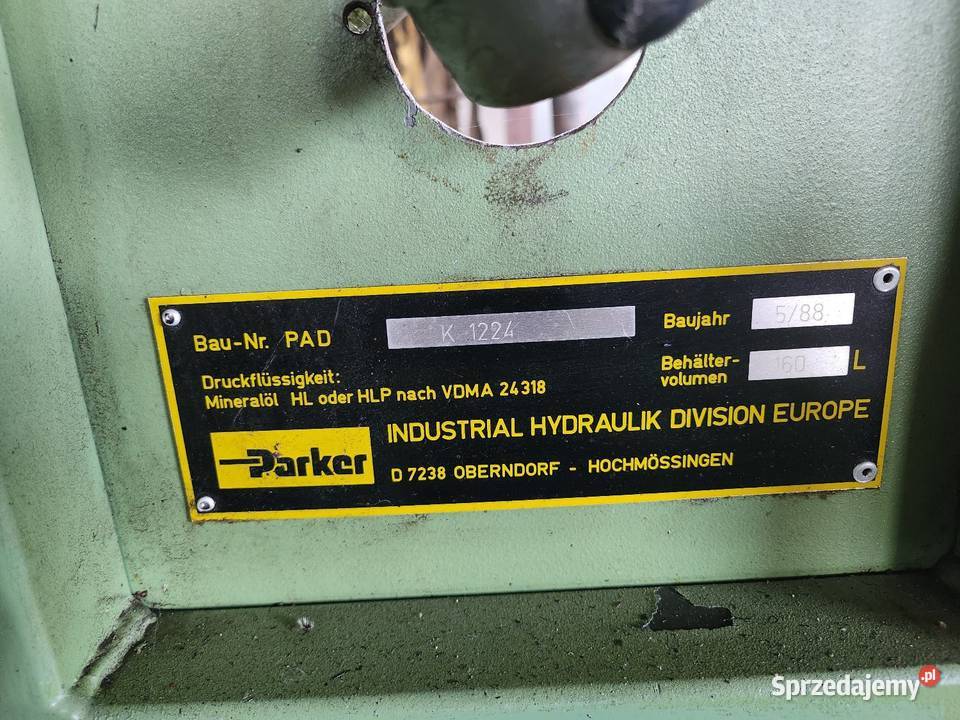 Bau-Nr. PAD K 1224 Baujahr 5/88
Druckflüssigkeit: Behälter-
Mineralöl HL oder HLP nach VDMA 24318 volumen 160 L
Parker INDUSTRIAL HYDRAULIK DIVISION EUROPE
D 7238 OBERNDORF - HOCHMÖSSINGEN
Sprzedajemy.pl